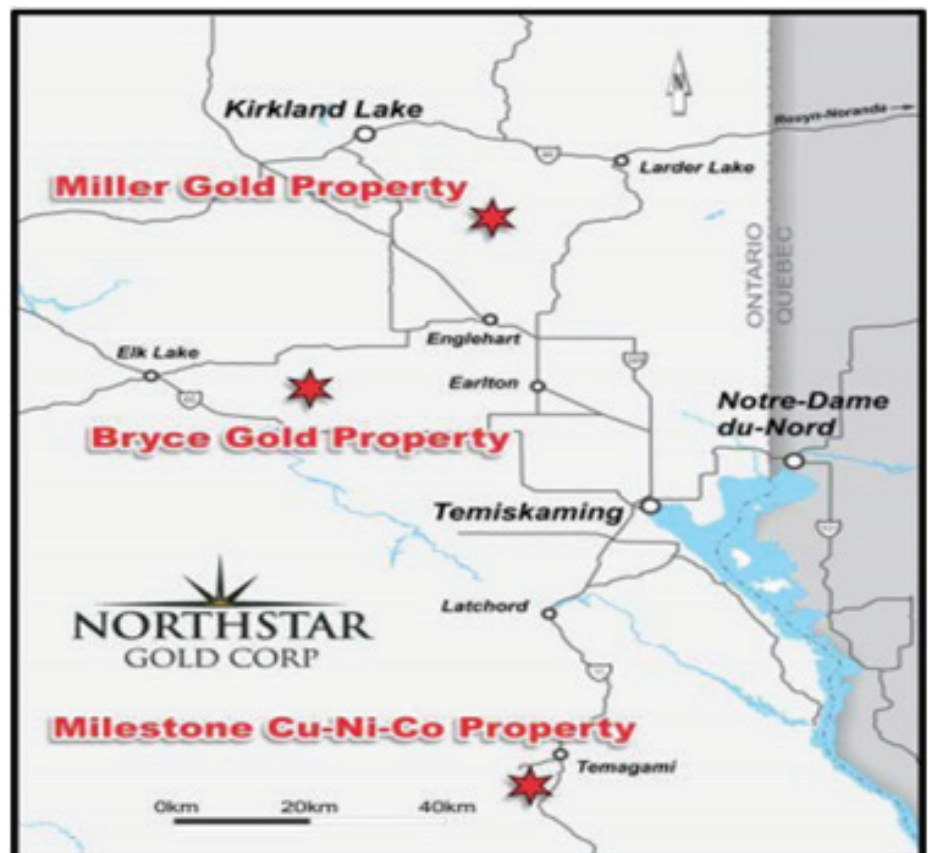 N
Kirkland Lake
Rouyn-Noranda
Larder Lake
Miller Gold Property
ONTARIO
QUEBEC
Englehart
Elk Lake
Earlton
Notre-Dame
du-Nord
Bryce Gold Property
Temiskaming
Latchord
NORTHSTAR
GOLD CORP
Milestone Cu-Ni-Co Property
Temagami
0km 20km 40km